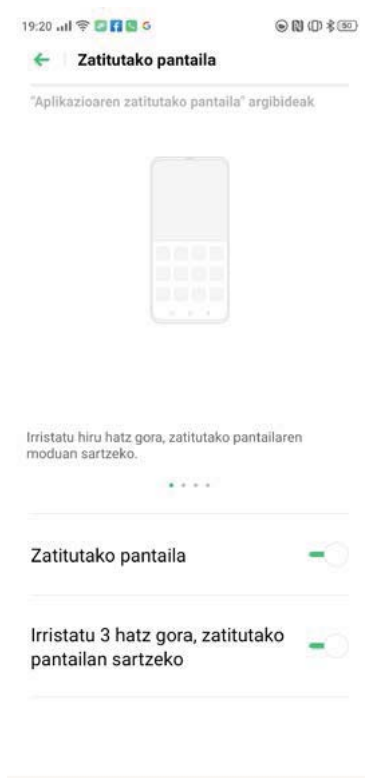 19:20
50
Zatitutako pantaila
"Aplikazioaren zatitutako pantaila" argibideak
Irristatu hiru hatz gora, zatitutako pantailaren
moduan sartzeko.
Zatitutako pantaila
Irristatu 3 hatz gora, zatitutako
pantailan sartzeko